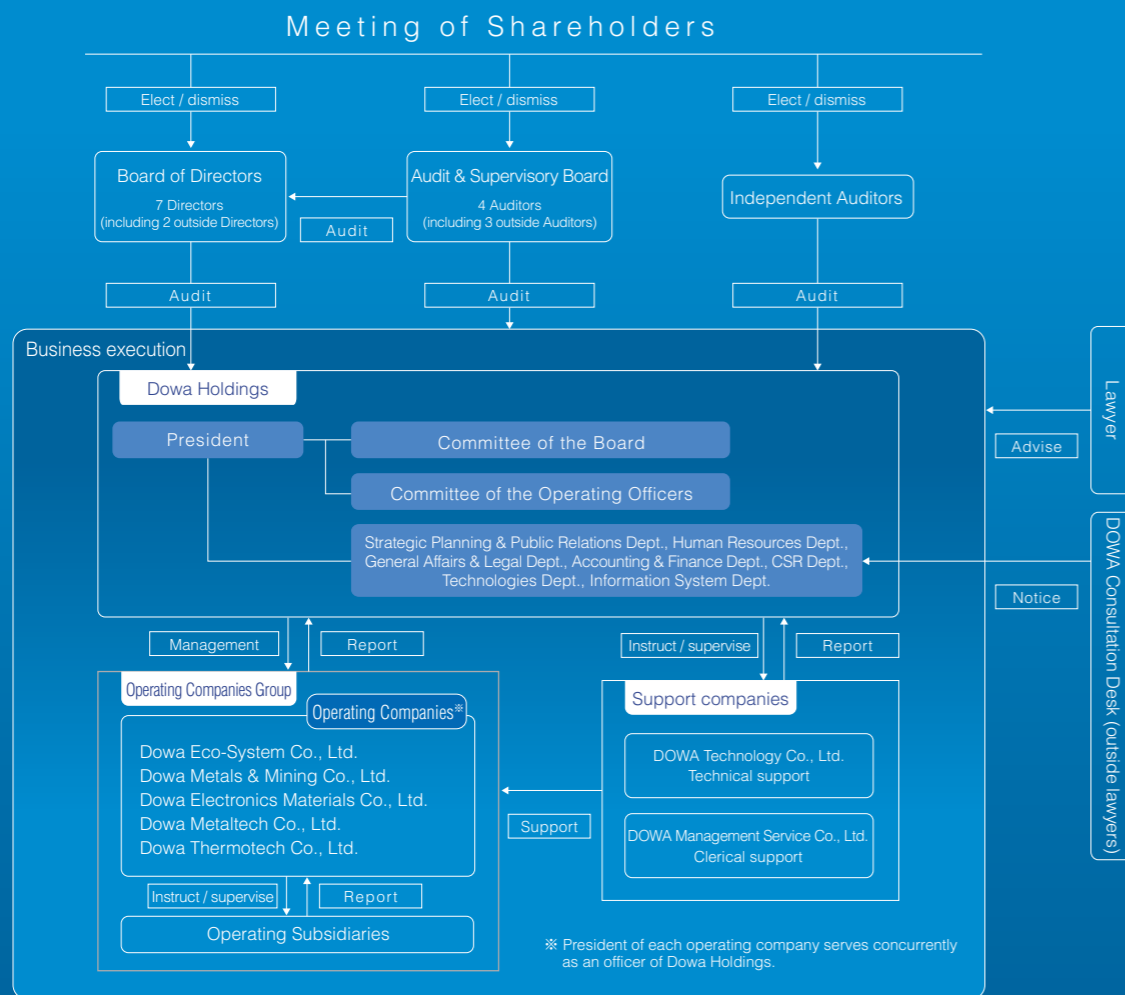 Meeting of Shareholders
Elect / dismiss
Elect / dismiss
Elect / dismiss
Board of Directors
7 Directors
(including 2 outside Directors)
Audit & Supervisory Board
4 Auditors
(including 3 outside Auditors)
Independent Auditors
Audit
Audit
Audit
Audit
Business execution
Dowa Holdings
President
Committee of the Board
Committee of the Operating Officers
Strategic Planning & Public Relations Dept., Human Resources Dept.,
General Affairs & Legal Dept., Accounting & Finance Dept., CSR Dept.,
Technologies Dept., Information System Dept.
Lawyer
Advise
DOWA Consultation Desk (outside lawyers)
Notice
Management
Report
Instruct / supervise
Report
Operating Companies Group
Operating Companies※
Dowa Eco-System Co., Ltd.
Dowa Metals & Mining Co., Ltd.
Dowa Electronics Materials Co., Ltd.
Dowa Metaltech Co., Ltd.
Dowa Thermotech Co., Ltd.
Instruct / supervise
Report
Operating Subsidiaries
Support
Support companies
DOWA Technology Co., Ltd.
Technical support
DOWA Management Service Co., Ltd.
Clerical support
※ President of each operating company serves concurrently
as an officer of Dowa Holdings.